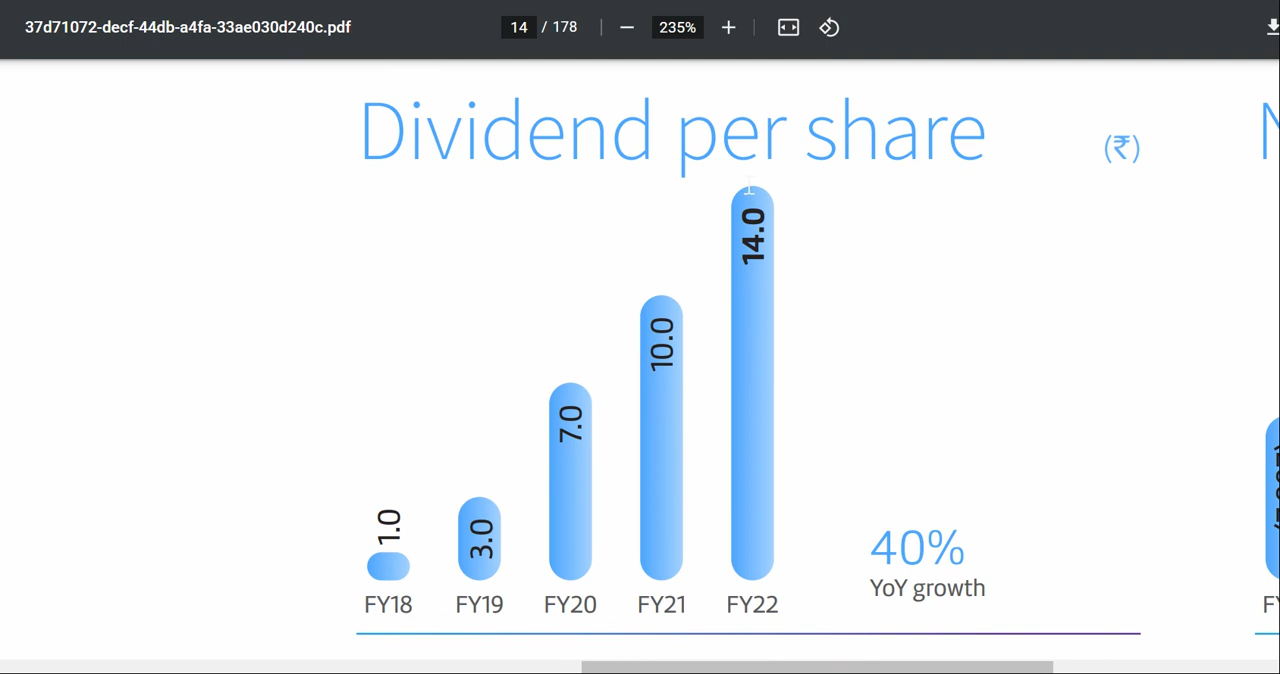 37d71072-decf-44db-a4fa-33ae030d240c.pdf
14 / 178
235%
Dividend per share
(₹)
14.0
10.0
7.0
3.0
1.0
40%
YoY growth
FY18 FY19 FY20 FY21 FY22